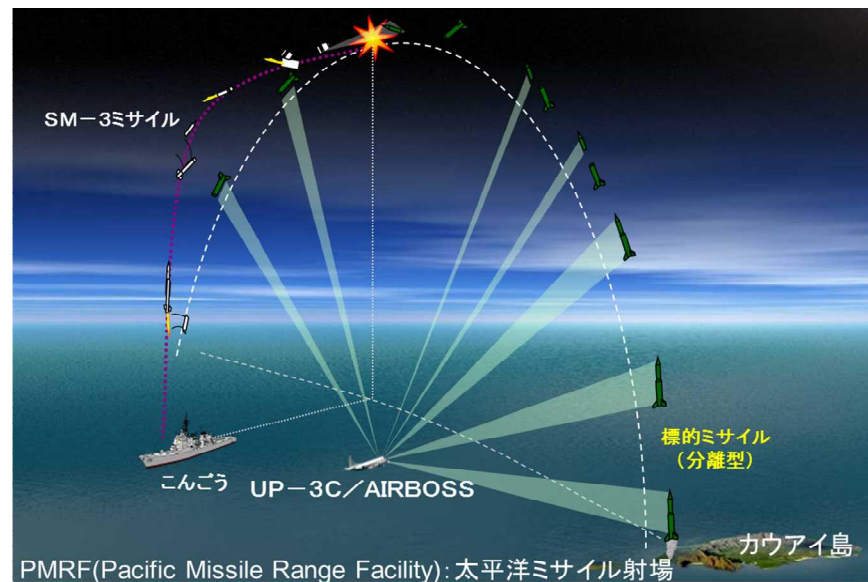 SM-3ミサイル
標的ミサイル
(分離型)
こんごう
UP-3C/AIRBOSS
カウアイ島
PMRF(Pacific Missile Range Facility):太平洋ミサイル射場